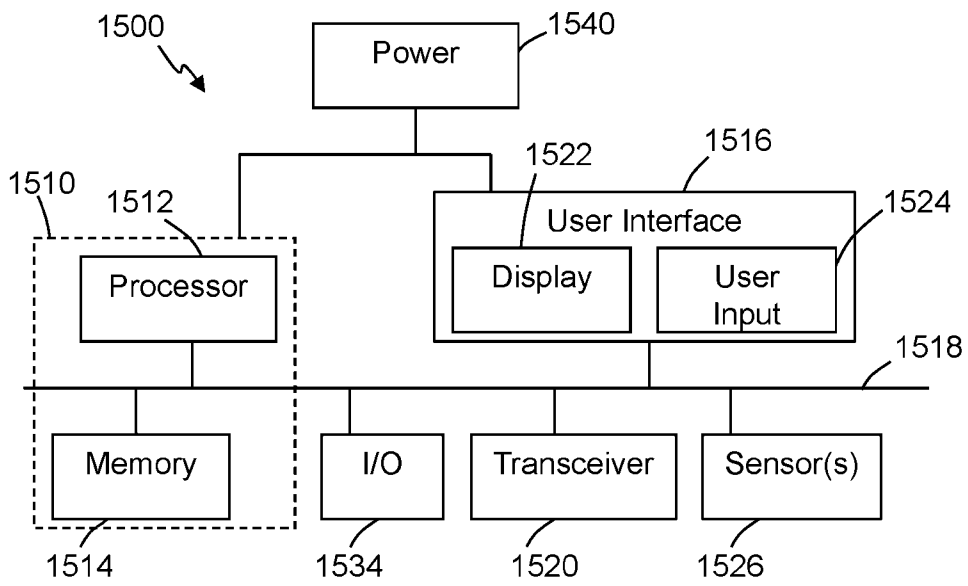 1500
Power
1540
1510
1512
1522
1516
1524
User Interface
Processor
Display
User
Input
1518
Memory
I/O
Transceiver
Sensor(s)
1514
1534
1520
1526